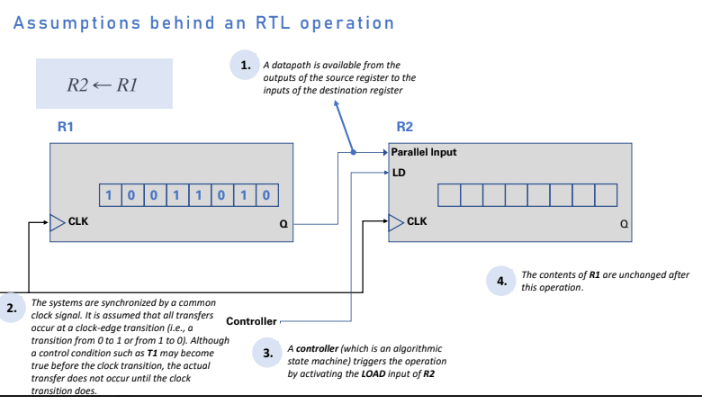 Assumptions behind an RTL operation
R2 ← R1
1.
A datapath is available from the
outputs of the source register to the
inputs of the destination register
R1
1 0 0 1 1 0 1 0
CLK
Q
R2
Parallel Input
LD
CLK
Q
2.
The systems are synchronized by a common
clock signal. It is assumed that all transfers
occur at a clock-edge transition (i.e., a
transition from 0 to 1 or from 1 to 0). Although
a control condition such as T1 may become
true before the clock transition, the actual
transfer does not occur until the clock
transition does.
Controller
3.
A controller (which is an algorithmic
state machine) triggers the operation
by activating the LOAD input of R2
4.
The contents of R1 are unchanged after
this operation.